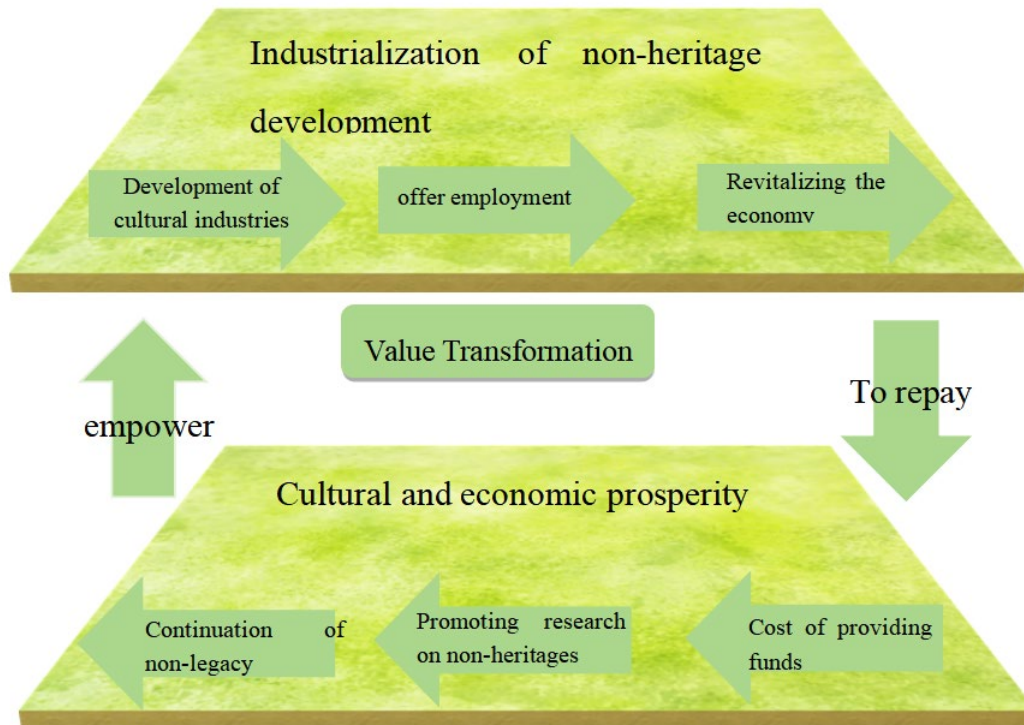 Industrialization of non-heritage
development
Development of
cultural industries
offer employment
Revitalizing the
economy
Value Transformation
empower
To repay
Cultural and economic prosperity
Continuation of
non-legacy
Promoting research
on non-heritages
Cost of providing
funds